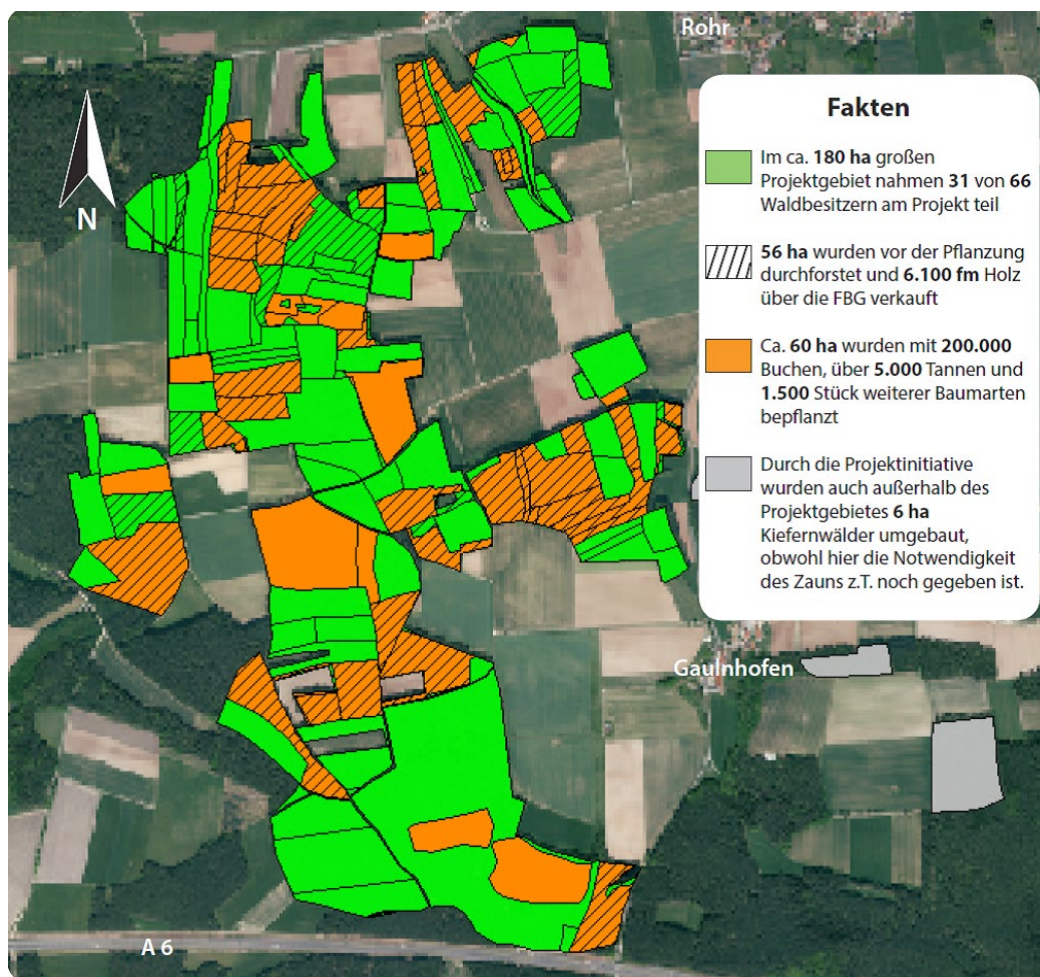 Rohr
N
Fakten
Im ca. 180 ha großen
Projektgebiet nahmen 31 von 66
Waldbesitzern am Projekt teil
56 ha wurden vor der Pflanzung
durchforstet und 6.100 fm Holz
über die FBG verkauft
Ca. 60 ha wurden mit 200.000
Buchen, über 5.000 Tannen und
1.500 Stück weiterer Baumarten
bepflanzt
Durch die Projektinitiative
wurden auch außerhalb des
Projektgebietes 6 ha
Kiefernwälder umgebaut,
obwohl hier die Notwendigkeit
des Zauns z.T. noch gegeben ist.
Gaulnhofen
A 6